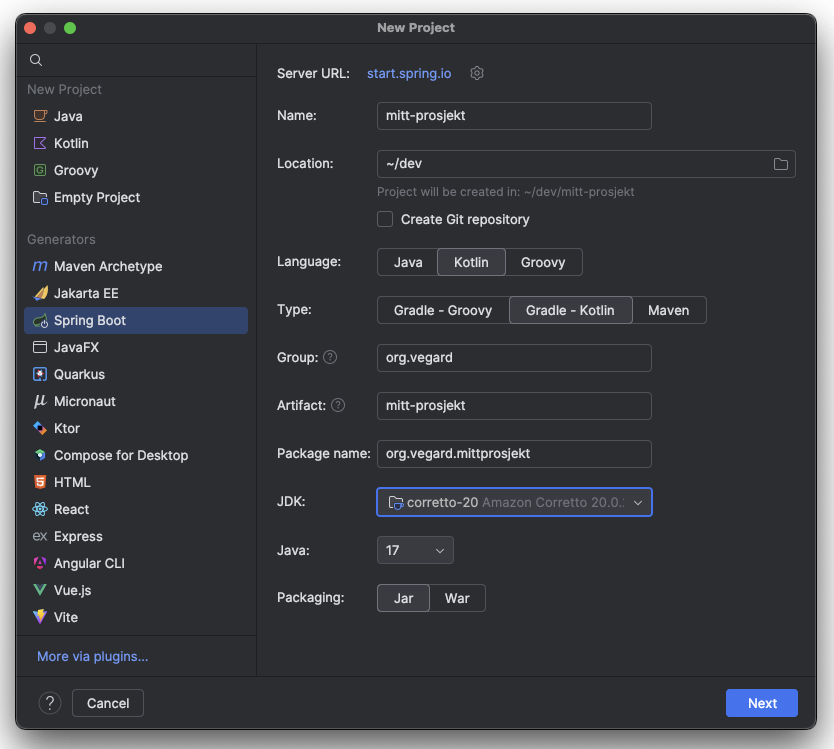 New Project
New Project
Java
Kotlin
G Groovy
Empty Project
Generators
m Maven Archetype
Jakarta EE
Spring Boot
JavaFX
Quarkus
μ Micronaut
Ktor
Compose for Desktop
5 HTML
React
ex Express
Angular CLI
Vue.js
Vite
More via plugins...
Server URL: start.spring.io
Name: mitt-prosjekt
Location: ~/dev
Project will be created in: ~/dev/mitt-prosjekt
Create Git repository
Language: Java Kotlin Groovy
Type: Gradle - Groovy Gradle - Kotlin Maven
Group: ? org.vegard
Artifact: ? mitt-prosjekt
Package name: org.vegard.mittprosjekt
JDK: corretto-20 Amazon Corretto 20.0.
Java: 17
Packaging: Jar War
? Cancel Next